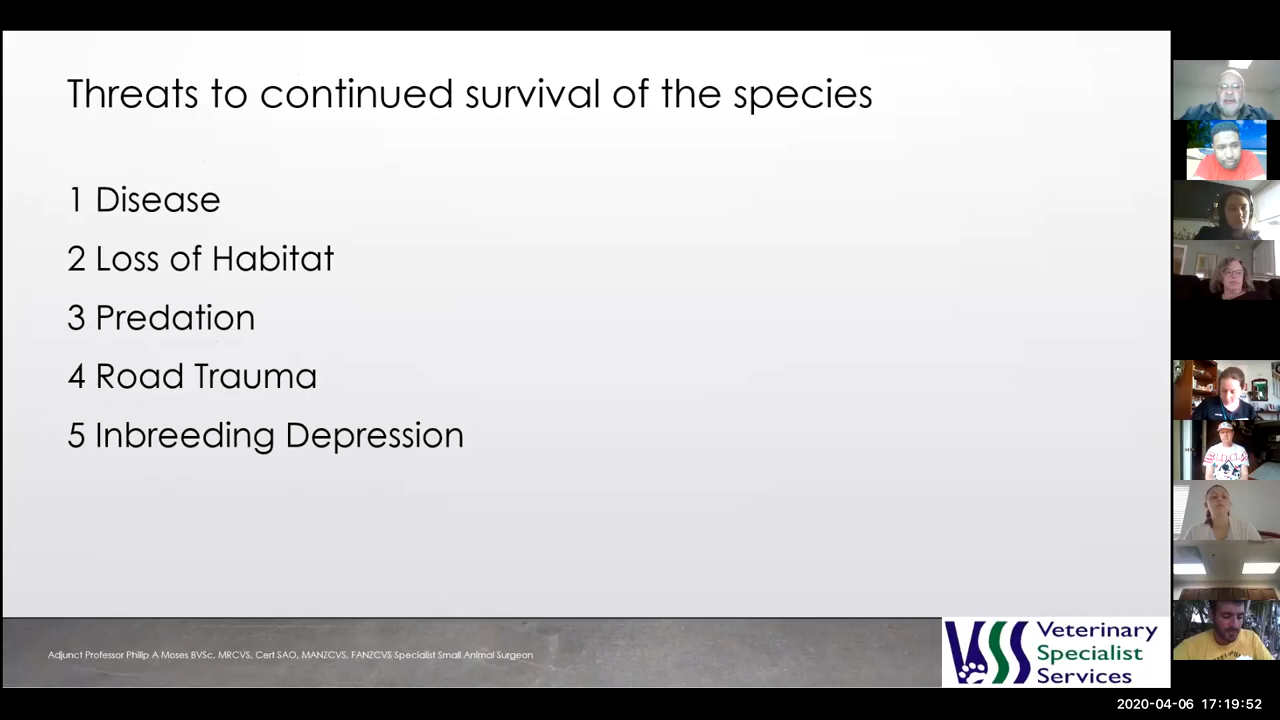 Threats to continued survival of the species
1 Disease
2 Loss of Habitat
3 Predation
4 Road Trauma
5 Inbreeding Depression
Adjunct Professor Philip A Moses BVSc, MRCVS, Cert SAO, MANZCVS, FANZCVS Specialist Small Animal Surgeon
VSS Veterinary
Specialist
Services
2020-04-06 17:19:52